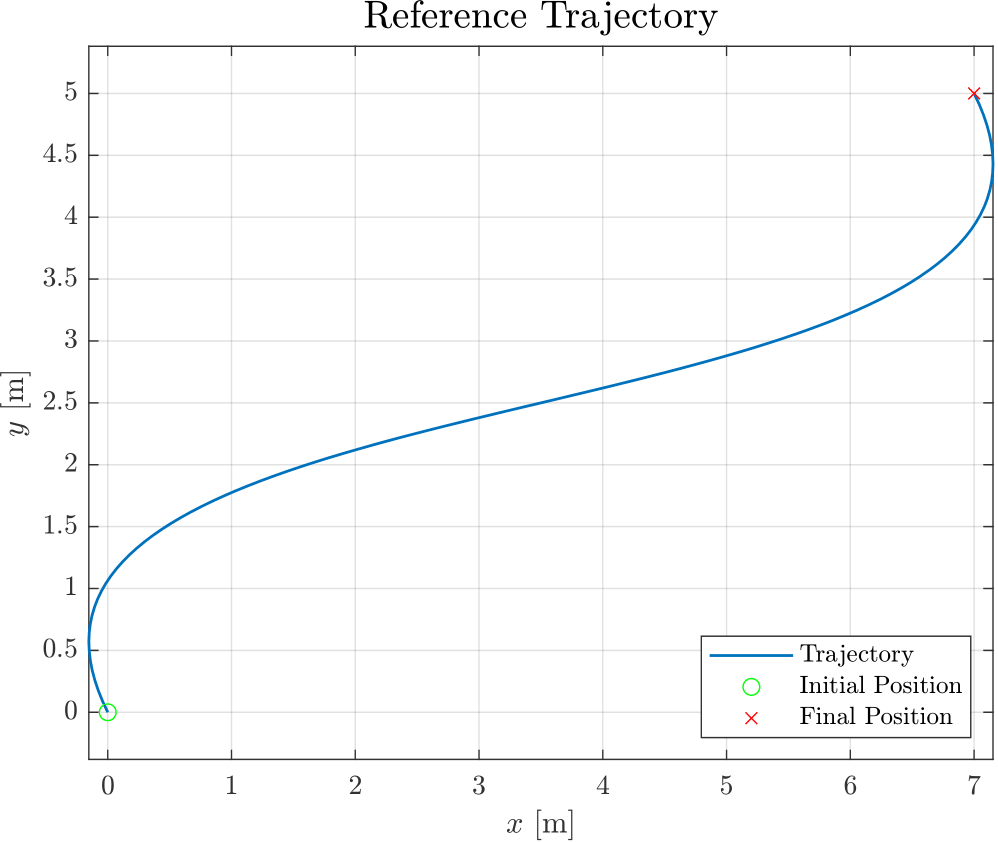 Reference Trajectory
5
4.5
4
3.5
3
2.5
2
1.5
1
0.5
0
y [m]
0 1 2 3 4 5 6 7
x [m]
Trajectory
Initial Position
Final Position